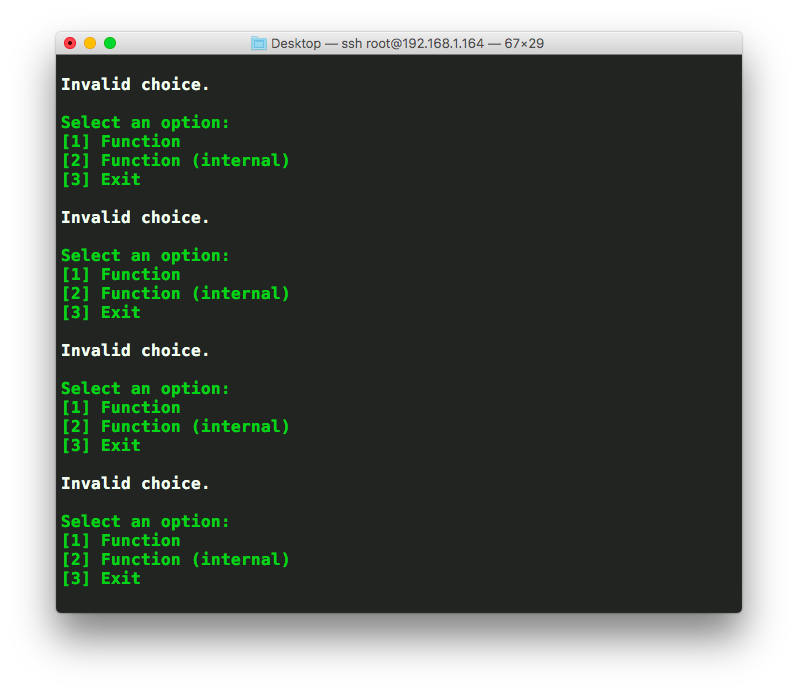 Desktop — ssh root@192.168.1.164 — 67×29
Invalid choice.
Select an option:
[1] Function
[2] Function (internal)
[3] Exit
Invalid choice.
Select an option:
[1] Function
[2] Function (internal)
[3] Exit
Invalid choice.
Select an option:
[1] Function
[2] Function (internal)
[3] Exit
Invalid choice.
Select an option:
[1] Function
[2] Function (internal)
[3] Exit